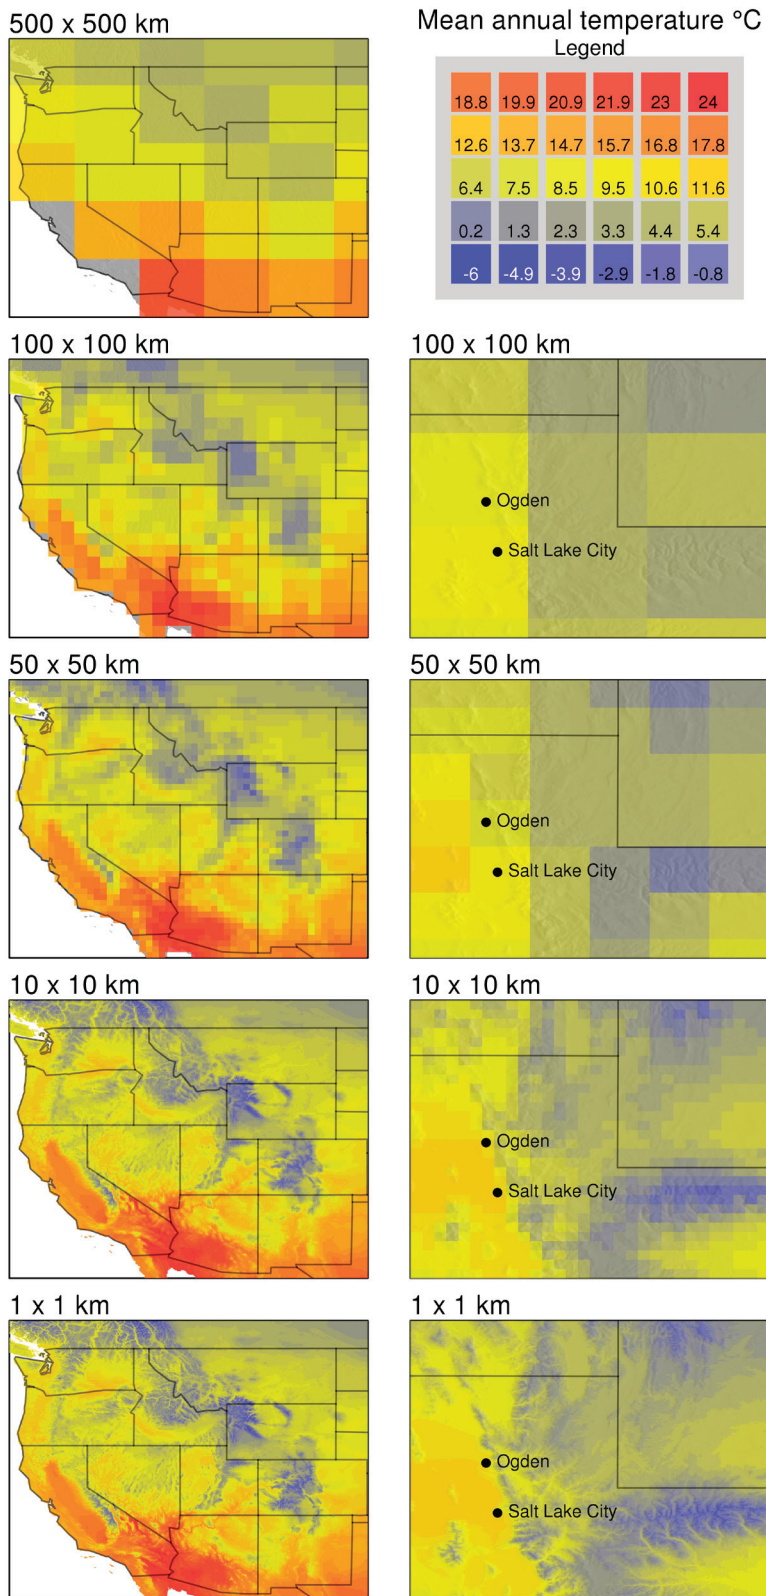 500 x 500 km
Mean annual temperature °C
Legend
18.8 19.9 20.9 21.9 23 24
12.6 13.7 14.7 15.7 16.8 17.8
6.4 7.5 8.5 9.5 10.6 11.6
0.2 1.3 2.3 3.3 4.4 5.4
-6 -4.9 -3.9 -2.9 -1.8 -0.8
100 x 100 km
100 x 100 km
Ogden
Salt Lake City
50 x 50 km
50 x 50 km
Ogden
Salt Lake City
10 x 10 km
10 x 10 km
Ogden
Salt Lake City
1 x 1 km
1 x 1 km
Ogden
Salt Lake City